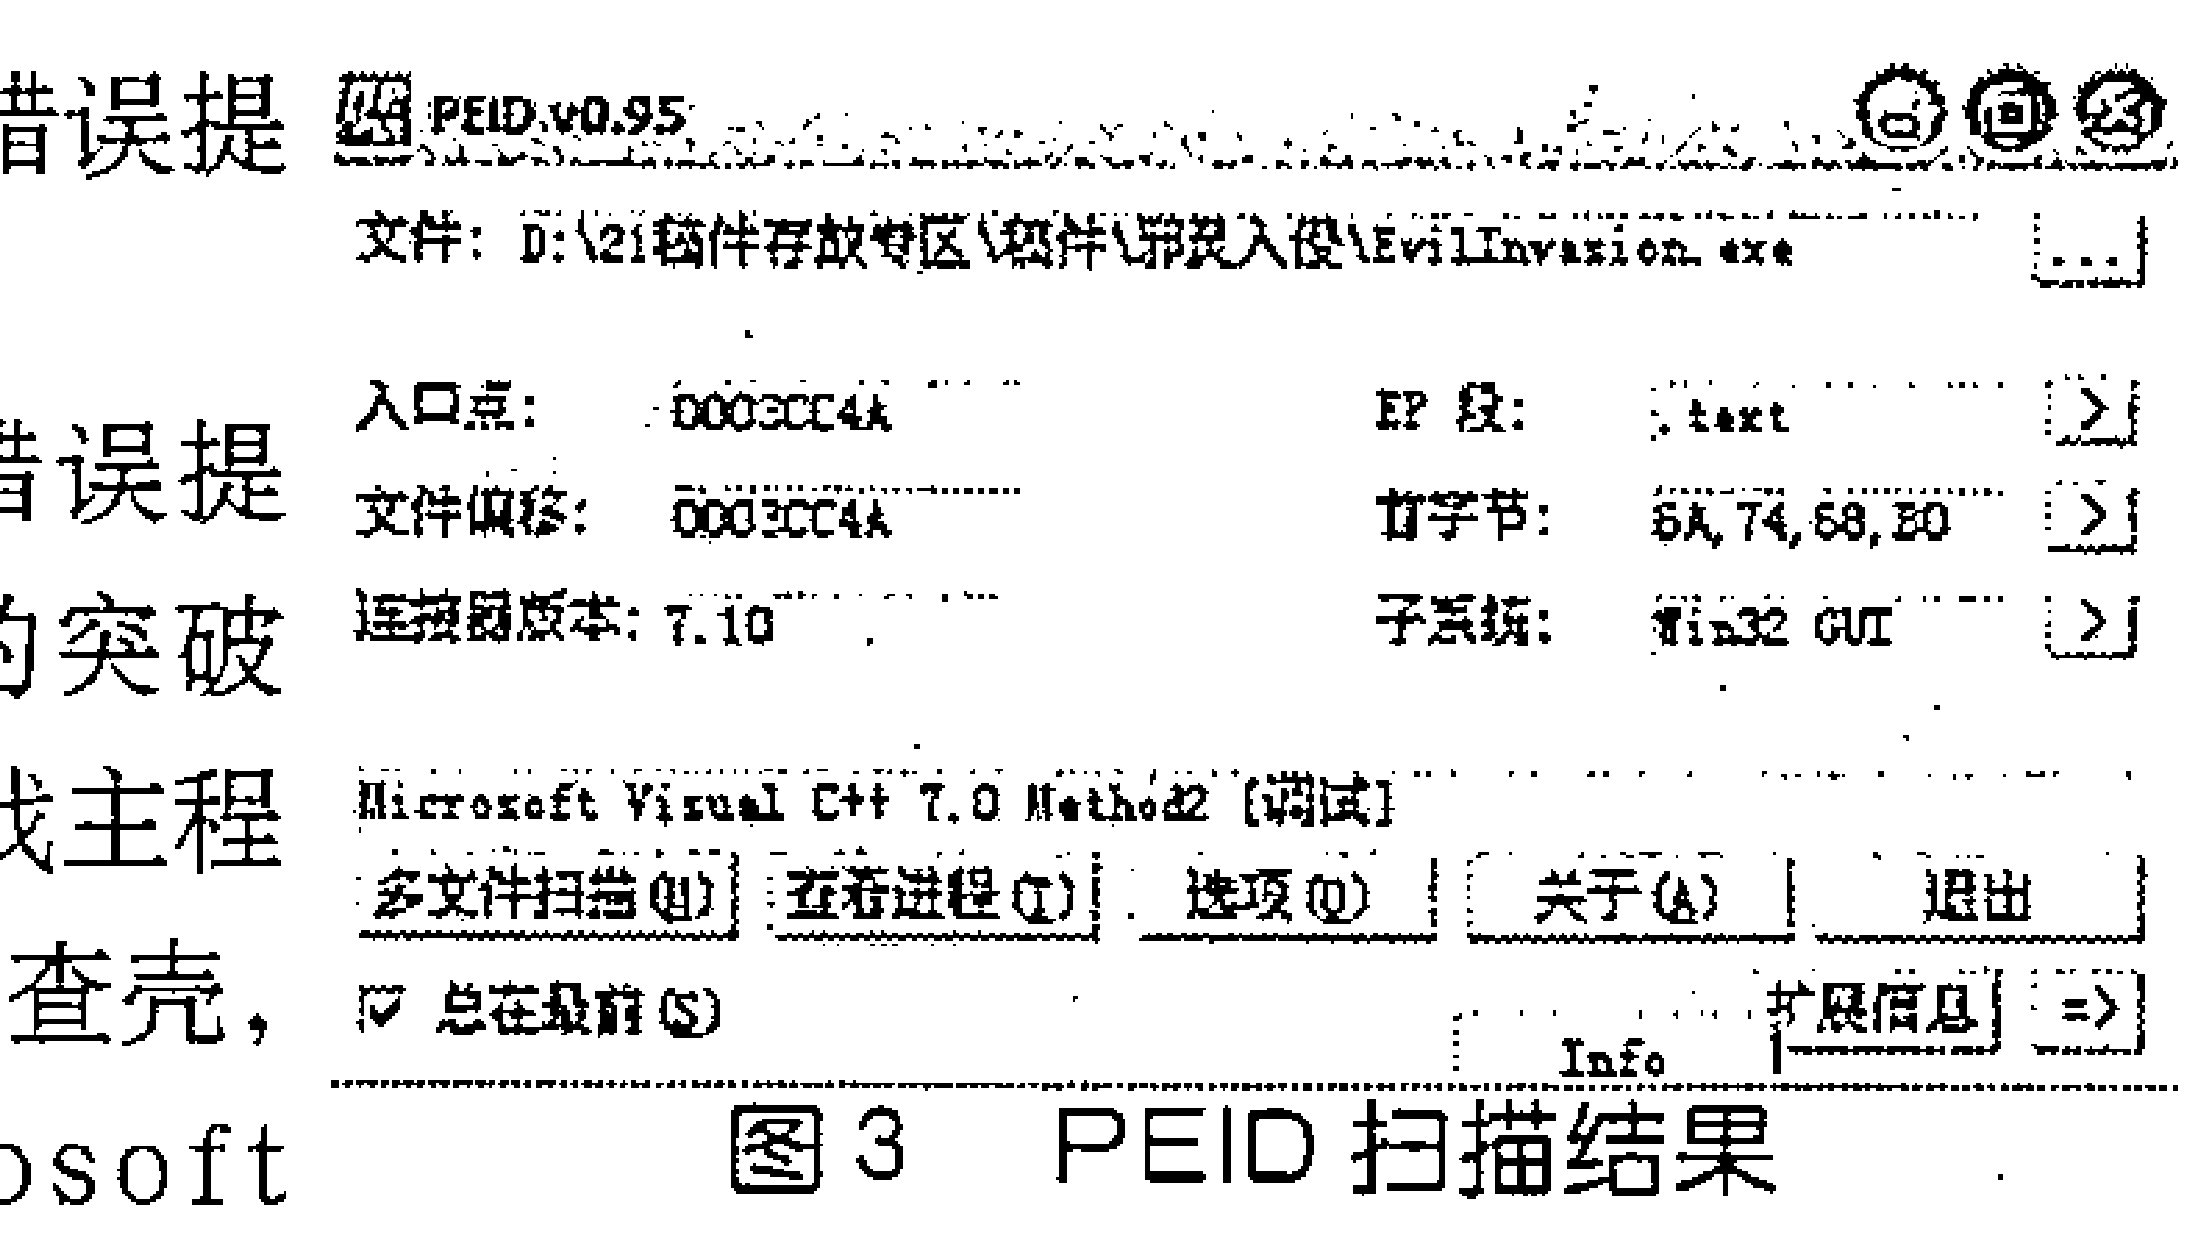 错误提
错误提
的突破
戏主程
查壳，
osoft
PEID.v0.95
文件: D:\2i稿件存放专区\稿件\邪恶入侵\EvilInvasion.exe ...
入口点: 0003CC4A EP 段: .text >
文件偏移: 0003CC4A 首字节: 6A,74,68,B0 >
连接器版本: 7.10 子系统: Win32 GUI >
Microsoft Visual C++ 7.0 Method2 [调试]
多文件扫描(M) 查看进程(T) 选项(O) 关于(A) 退出
总在最前(S) 扩展信息 =>
Info
图3 PEID 扫描结果